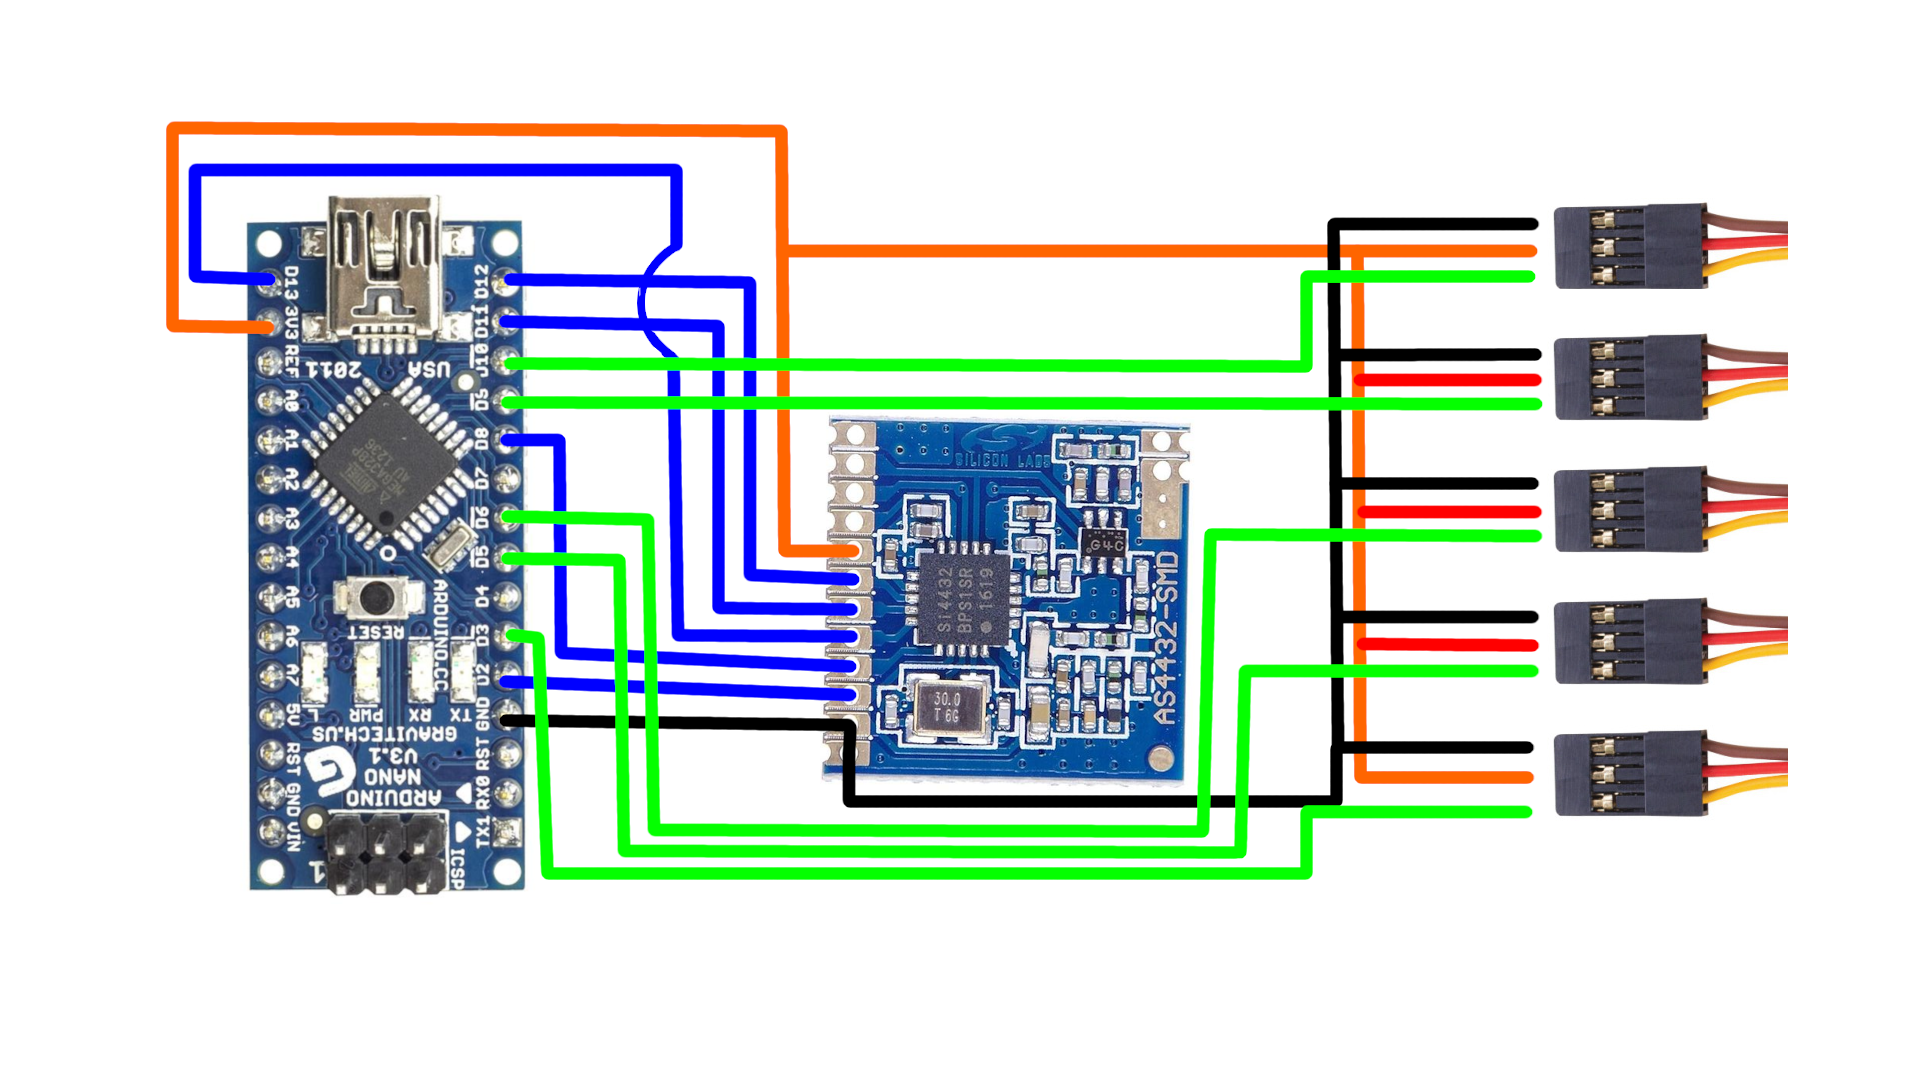 D13
3V3
REF
A0
A1
A2
A3
A4
A5
A6
A7
5V
RST
GND
VIN
D12
D11
D10
D9
D8
D7
D6
D5
D4
D3
D2
GND
RST
RX0
TX1
2011
USA
RESET
ARDUINO.CC
L
PWR
RX
TX
GRAVITECH.US
V3.1
NANO
ARDUINO
ICSP
1
SILICON LABS
G4C
Si4432
BPS1SR
1619
30.0
T6G
AS4432-SMD